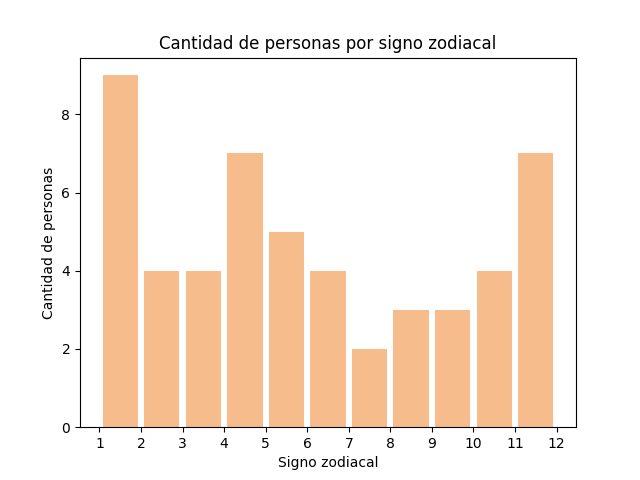 Cantidad de personas por signo zodiacal
Cantidad de personas
8
6
4
2
0
1 2 3 4 5 6 7 8 9 10 11 12
Signo zodiacal